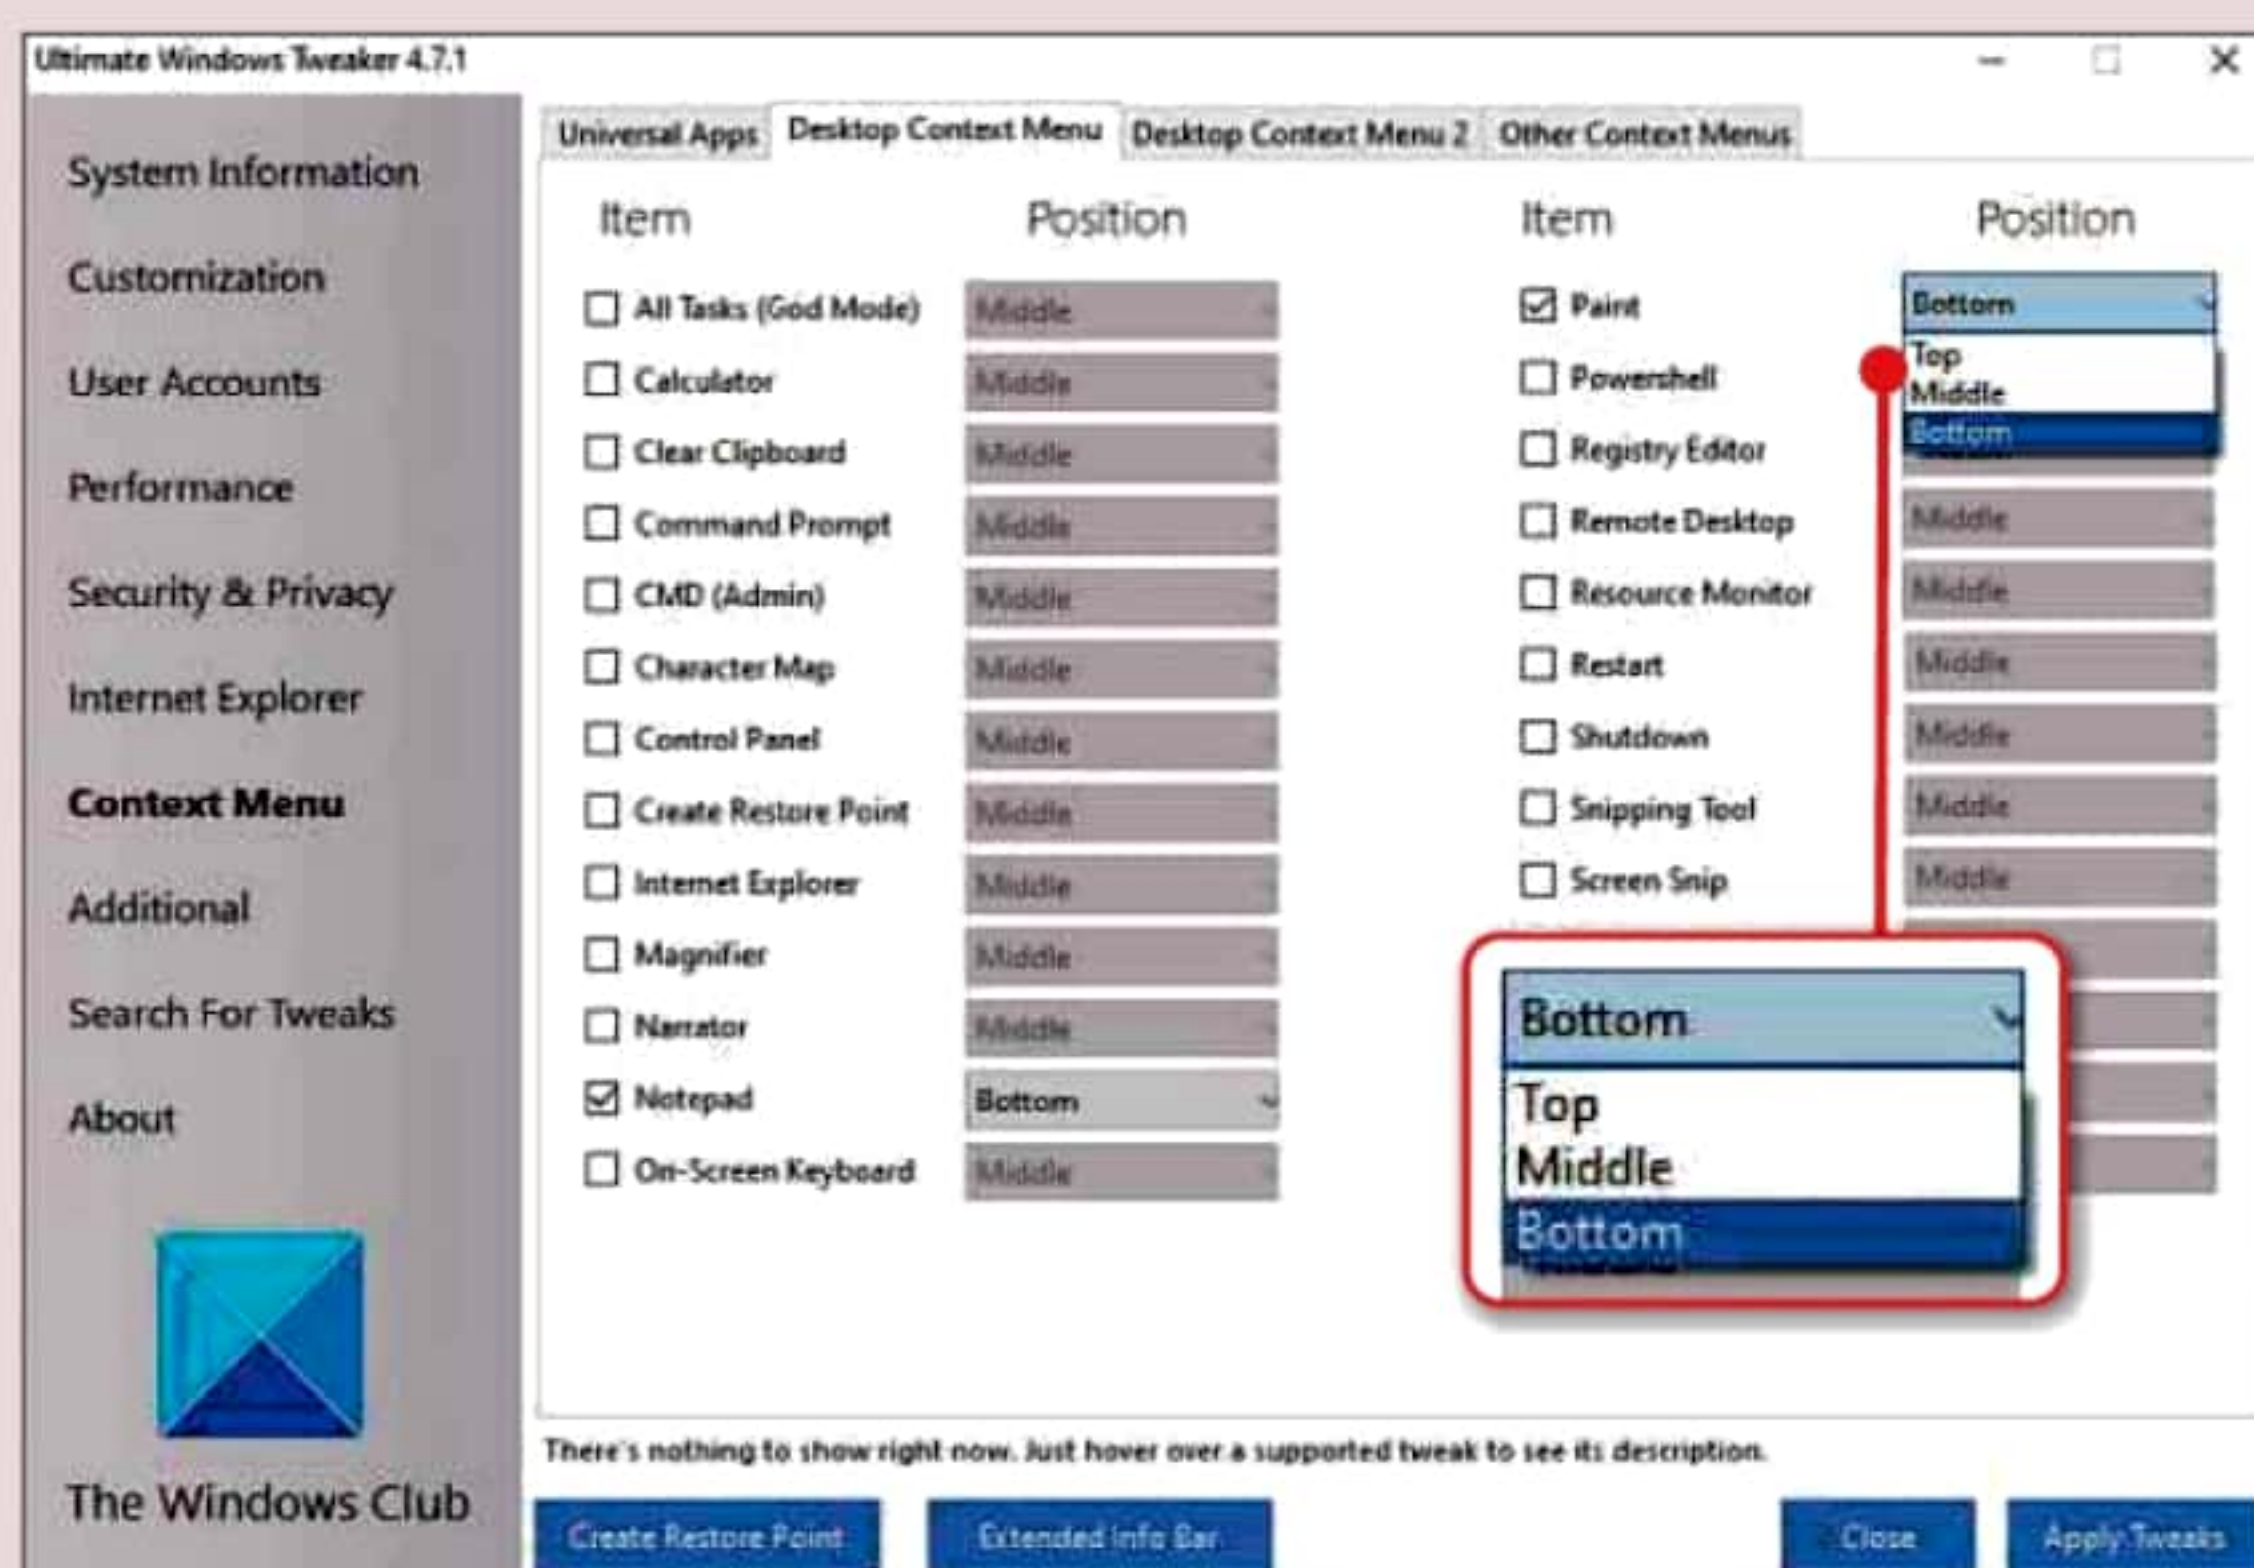 Ultimate Windows Tweaker 4.7.1
System Information
Customization
User Accounts
Performance
Security & Privacy
Internet Explorer
Context Menu
Additional
Search For Tweaks
About
The Windows Club
Universal Apps Desktop Context Menu Desktop Context Menu 2 Other Context Menus
Item Position
All Tasks (God Mode) Middle
Calculator Middle
Clear Clipboard Middle
Command Prompt Middle
CMD (Admin) Middle
Character Map Middle
Control Panel Middle
Create Restore Point Middle
Internet Explorer Middle
Magnifier Middle
Narrator Middle
Notepad Bottom
On-Screen Keyboard Middle
Item Position
Paint Bottom
Top
Powershell
Middle
Bottom
Registry Editor
Remote Desktop Middle
Resource Monitor Middle
Restart Middle
Shutdown Middle
Snipping Tool Middle
Screen Snip Middle
Bottom
Top
Middle
Bottom
There's nothing to show right now. Just hover over a supported tweak to see its description.
Create Restore Point Extended Info Bar Close Apply Tweaks